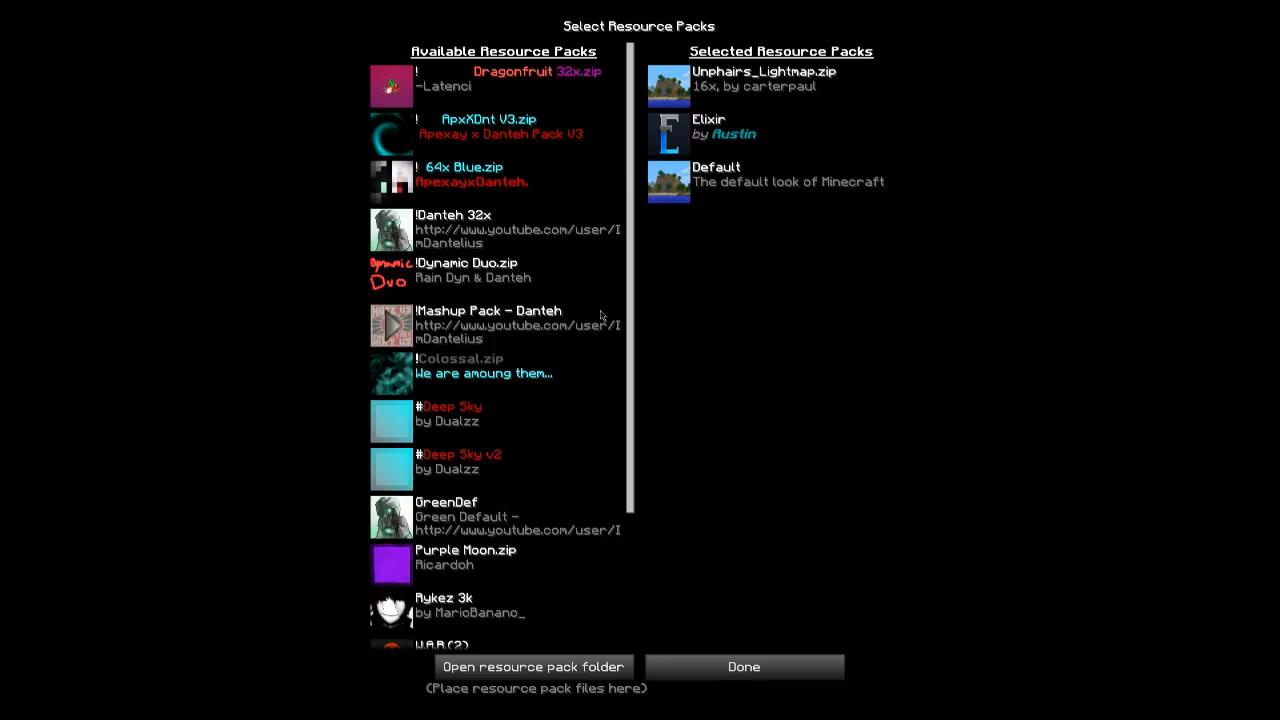 Select Resource Packs
Available Resource Packs
! Dragonfruit 32x.zip
-Latenci
! ApxXDnt V3.zip
Apexay x Danteh Pack V3
! 64x Blue.zip
ApexayxDanteh.
!Danteh 32x
http://www.youtube.com/user/I
mDantelius
Dynamic
Duo
!Dynamic Duo.zip
Rain Dyn & Danteh
!Mashup Pack - Danteh
http://www.youtube.com/user/I
mDantelius
!Colossal.zip
We are amoung them...
#Deep Sky
by Dualzz
#Deep Sky v2
by Dualzz
GreenDef
Green Default -
http://www.youtube.com/user/I
Purple Moon.zip
Ricardoh
Rykez 3k
by MarioBanano_
W.A.R.(2)
Selected Resource Packs
Unphairs_Lightmap.zip
16x, by carterpaul
Elixir
by Austin
Default
The default look of Minecraft
Open resource pack folder
Done
(Place resource pack files here)